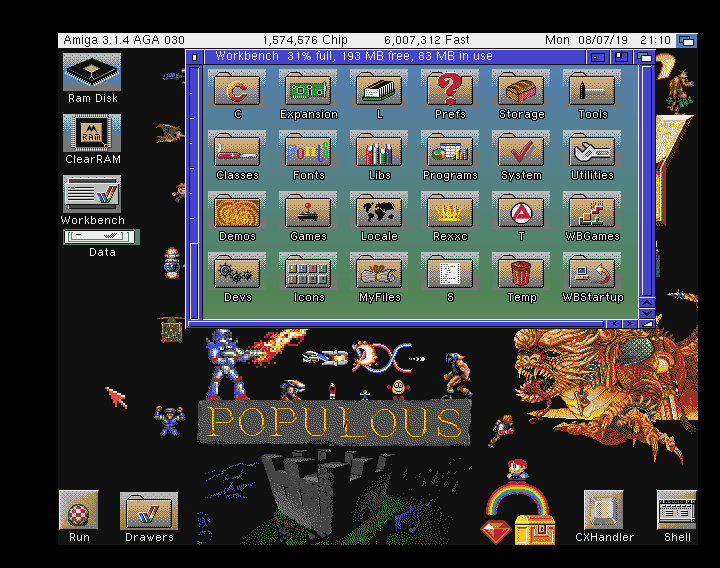 Amiga 3.1.4 AGA 030 1,574,576 Chip 6,007,312 Fast Mon 08/07/19 21:10
Workbench 31% full, 193 MB free, 83 MB in use
Ram Disk
C Expansion L Prefs Storage Tools
RAM
ClearRAM
Fonts
Classes Fonts Libs Programs System Utilities
Workbench
Demos Games Locale Rexxc T WBGames
Data
Devs Icons MyFiles S Temp WBStartup
POPULOUS
Run Drawers CXHandler Shell